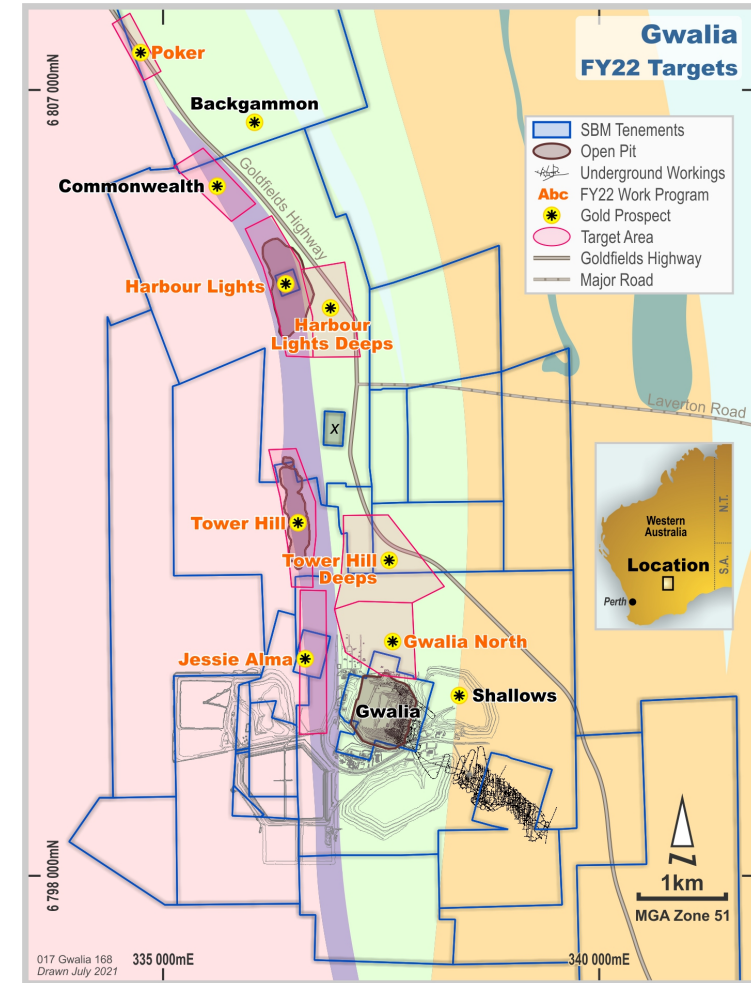 Gwalia
FY22 Targets
Poker
6 807 000mN
Backgammon
SBM Tenements
Open Pit
Underground Workings
Abc FY22 Work Program
Gold Prospect
Target Area
Goldfields Highway
Major Road
Commonwealth
Goldfields Highway
Harbour Lights
Harbour
Lights Deeps
Laverton Road
X
Western
Australia
N.T.
S.A.
Location
Perth
Tower Hill
Tower Hill
Deeps
Gwalia North
Jessie Alma
Shallows
Gwalia
N
1km
MGA Zone 51
6 798 000mN
017 Gwalia 168
Drawn July 2021
335 000mE
340 000mE